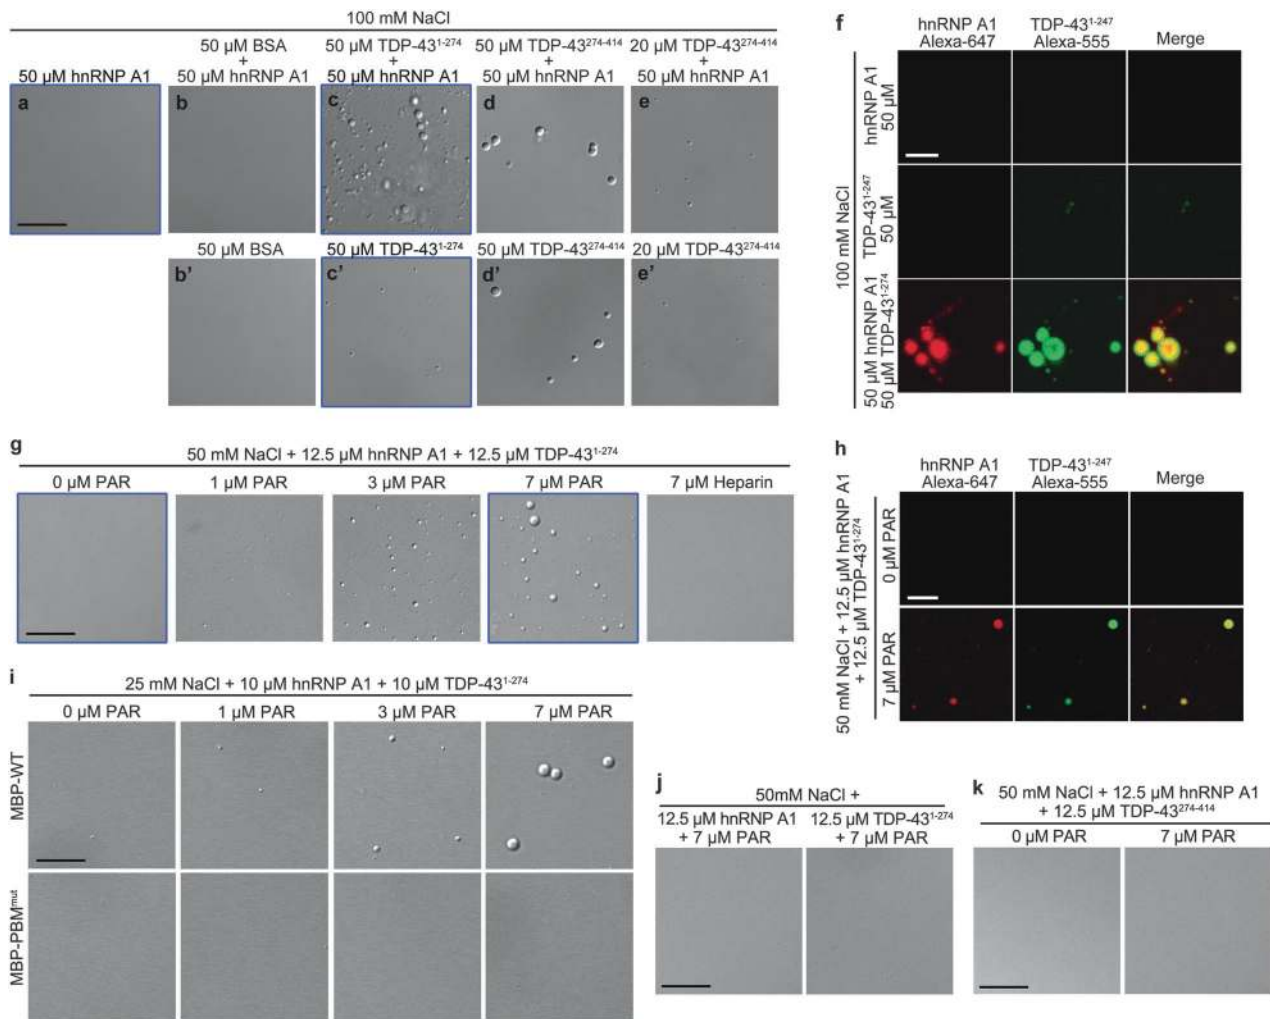 100 mM NaCl
50 µM hnRNP A1
50 µM BSA
+
50 µM hnRNP A1
50 µM TDP-43¹⁻²⁷⁴
+
50 µM hnRNP A1
50 µM TDP-43²⁷⁴⁻⁴¹⁴
+
50 µM hnRNP A1
20 µM TDP-43²⁷⁴⁻⁴¹⁴
+
50 µM hnRNP A1
a
b
c
d
e
50 µM BSA
50 µM TDP-43¹⁻²⁷⁴
50 µM TDP-43²⁷⁴⁻⁴¹⁴
20 µM TDP-43²⁷⁴⁻⁴¹⁴
b'
c'
d'
e'
f
hnRNP A1
Alexa-647
TDP-43¹⁻²⁴⁷
Alexa-555
Merge
100 mM NaCl
hnRNP A1
50 µM
TDP-43¹⁻²⁴⁷
50 µM
50 µM hnRNP A1
50 µM TDP-43¹⁻²⁷⁴
g
50 mM NaCl + 12.5 µM hnRNP A1 + 12.5 µM TDP-43¹⁻²⁷⁴
0 µM PAR
1 µM PAR
3 µM PAR
7 µM PAR
7 µM Heparin
h
hnRNP A1
Alexa-647
TDP-43¹⁻²⁴⁷
Alexa-555
Merge
50 mM NaCl + 12.5 µM hnRNP A1
+ 12.5 µM TDP-43¹⁻²⁷⁴
0 µM PAR
7 µM PAR
i
25 mM NaCl + 10 µM hnRNP A1 + 10 µM TDP-43¹⁻²⁷⁴
0 µM PAR
1 µM PAR
3 µM PAR
7 µM PAR
MBP-WT
MBP-PBMᵐᵘᵗ
j
50mM NaCl +
12.5 µM hnRNP A1
+ 7 µM PAR
12.5 µM TDP-43¹⁻²⁷⁴
+ 7 µM PAR
k
50 mM NaCl + 12.5 µM hnRNP A1
+ 12.5 µM TDP-43²⁷⁴⁻⁴¹⁴
0 µM PAR
7 µM PAR